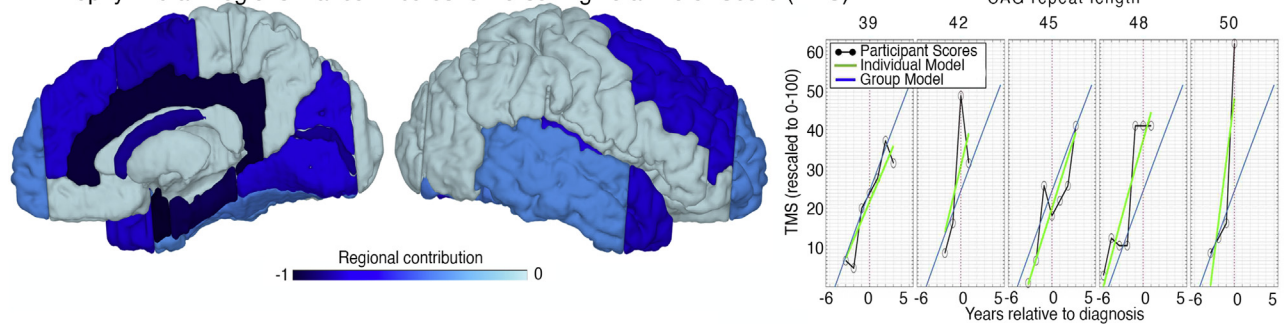 CAG repeat length
39 42 45 48 50
Participant Scores
Individual Model
Group Model
TMS (rescaled to 0-100)
60
50
40
30
20
10
-6 0 5 -6 0 5 -6 0 5 -6 0 5 -6 0 5
Years relative to diagnosis
Regional contribution
-1 0